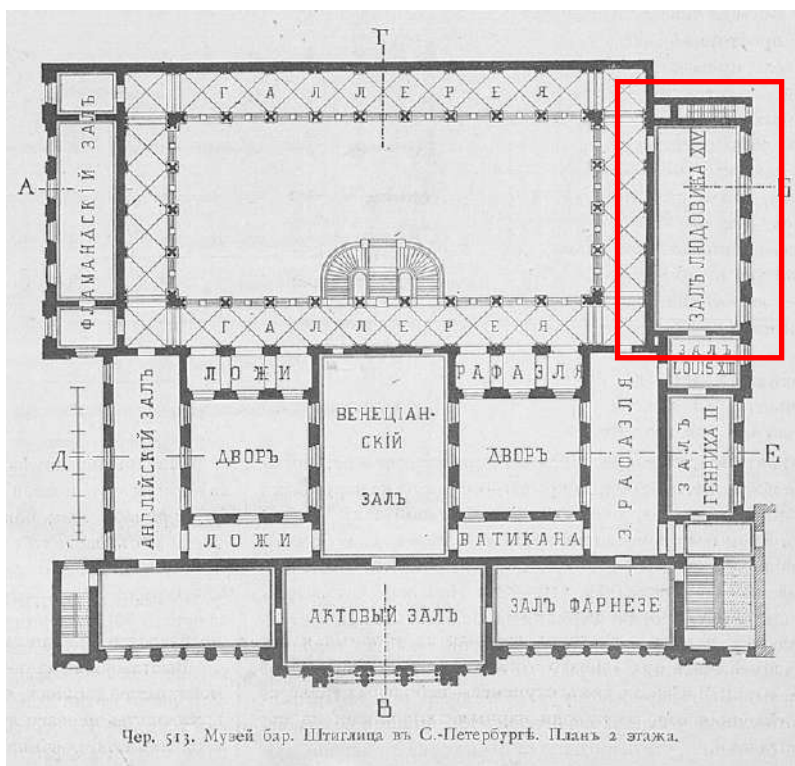 Г
ГАЛЛЕРЕЯ
А
ФЛАМАНДСКІЙ ЗАЛЪ
ЗАЛЪ ЛЮДОВИКА XIV
Б
ГАЛЛЕРЕЯ
ЛОЖИ
РАФАЭЛЯ
ЗАЛЪ
LOUIS XIII
АНГЛІЙСКІЙ ЗАЛЪ
ВЕНЕЦІАН-
СКІЙ
ЗАЛЪ
З. РАФАЭЛЯ
ЗАЛЪ
ГЕНРИХА II
Д
ДВОРЪ
ДВОРЪ
Е
ЛОЖИ
ВАТИКАНА
АКТОВЫЙ ЗАЛЪ
ЗАЛЪ ФАРНЕЗЕ
В
Чер. 513. Музей бар. Штиглица въ С.-Петербургѣ. Планъ 2 этажа.